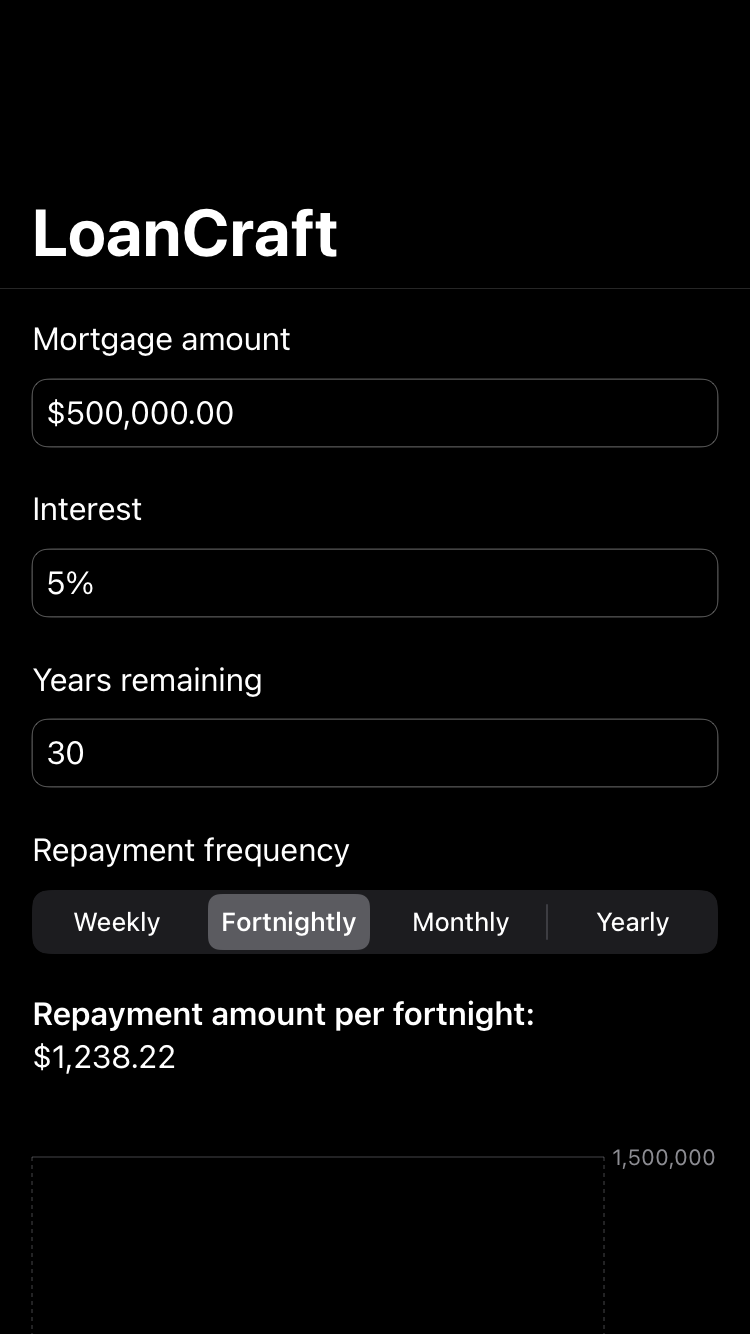 LoanCraft
Mortgage amount
$500,000.00
Interest
5%
Years remaining
30
Repayment frequency
Weekly Fortnightly Monthly Yearly
Repayment amount per fortnight:
$1,238.22
1,500,000